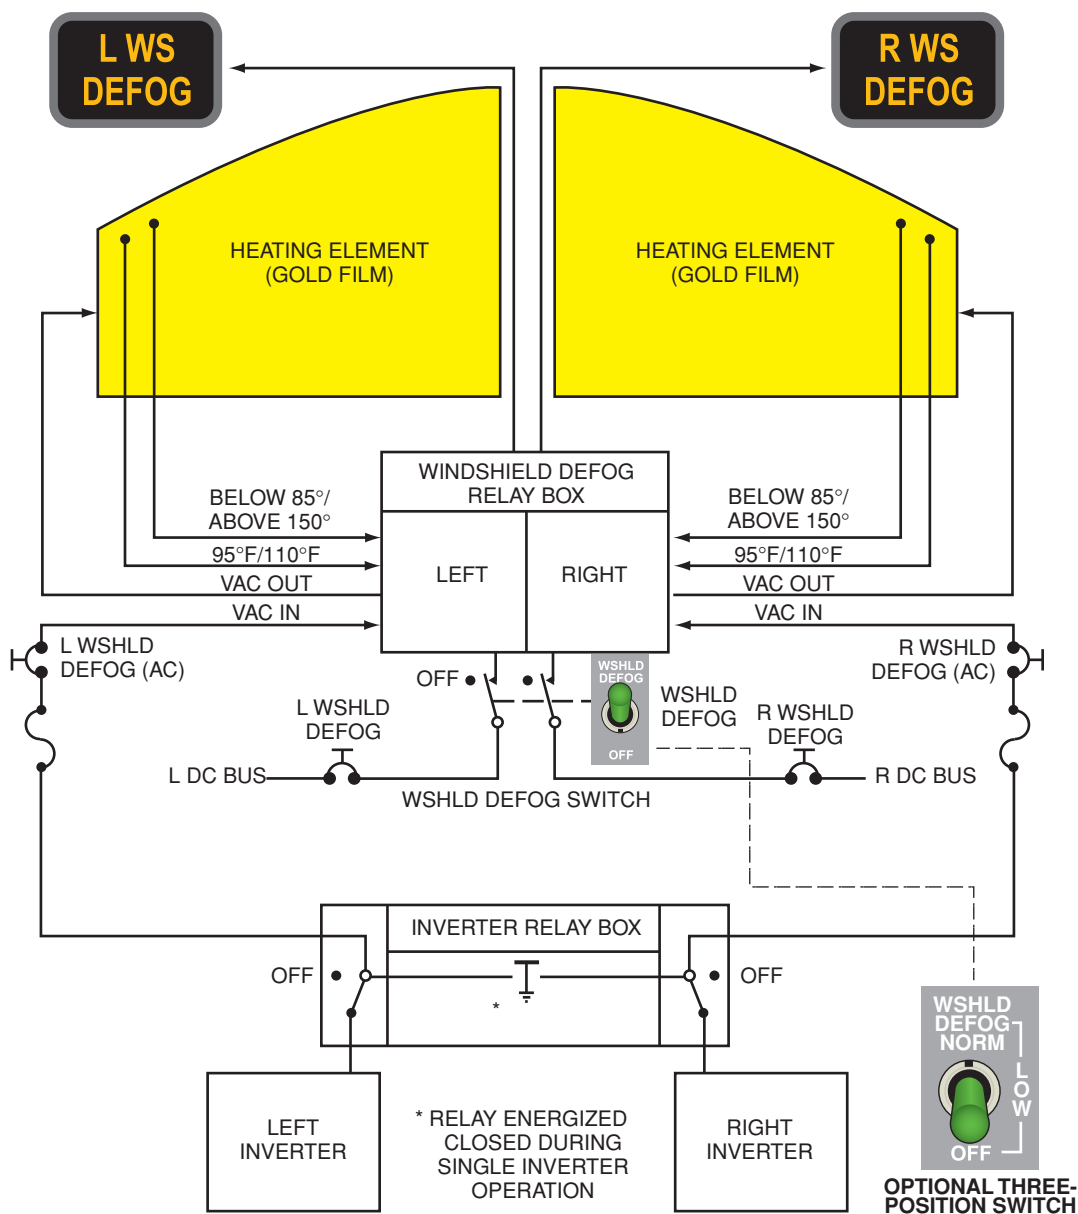 L WS
DEFOG
R WS
DEFOG
HEATING ELEMENT
(GOLD FILM)
HEATING ELEMENT
(GOLD FILM)
WINDSHIELD DEFOG
RELAY BOX
BELOW 85°/
ABOVE 150°
BELOW 85°/
ABOVE 150°
95°F/110°F
95°F/110°F
LEFT
RIGHT
VAC OUT
VAC OUT
VAC IN
VAC IN
L WSHLD
DEFOG (AC)
R WSHLD
DEFOG (AC)
OFF
WSHLD
DEFOG
OFF
WSHLD
DEFOG
L WSHLD
DEFOG
R WSHLD
DEFOG
L DC BUS
R DC BUS
WSHLD DEFOG SWITCH
INVERTER RELAY BOX
OFF
OFF
*
LEFT
INVERTER
* RELAY ENERGIZED
CLOSED DURING
SINGLE INVERTER
OPERATION
RIGHT
INVERTER
WSHLD
DEFOG
NORM
LOW
OFF
OPTIONAL THREE-
POSITION SWITCH